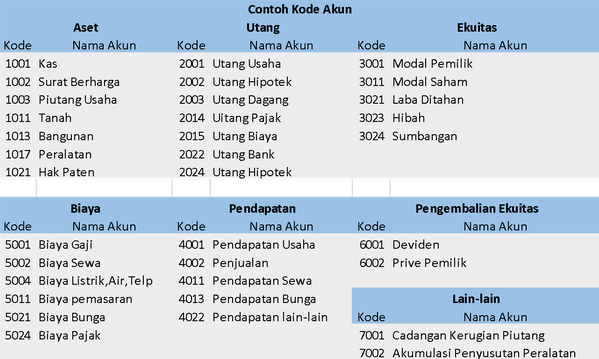 Contoh Kode Akun
Aset Utang Ekuitas
Kode Nama Akun Kode Nama Akun Kode Nama Akun
1001 Kas 2001 Utang Usaha 3001 Modal Pemilik
1002 Surat Berharga 2002 Utang Hipotek 3011 Modal Saham
1003 Piutang Usaha 2003 Utang Dagang 3021 Laba Ditahan
1011 Tanah 2014 Uitang Pajak 3023 Hibah
1013 Bangunan 2015 Utang Biaya 3024 Sumbangan
1017 Peralatan 2022 Utang Bank
1021 Hak Paten 2024 Utang Hipotek
Biaya Pendapatan Pengembalian Ekuitas
Kode Nama Akun Kode Nama Akun Kode Nama Akun
5001 Biaya Gaji 4001 Pendapatan Usaha 6001 Deviden
5002 Biaya Sewa 4002 Penjualan 6002 Prive Pemilik
5004 Biaya Listrik,Air,Telp 4011 Pendapatan Sewa
5011 Biaya pemasaran 4013 Pendapatan Bunga Lain-lain
5021 Biaya Bunga 4022 Pendapatan lain-lain Kode Nama Akun
5024 Biaya Pajak 7001 Cadangan Kerugian Piutang
7002 Akumulasi Penyusutan Peralatan